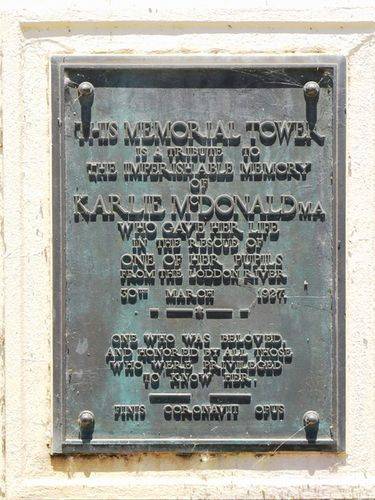 THIS MEMORIAL TOWER
IS A TRIBUTE TO
THE IMPERISHABLE MEMORY
OF
KARLIE McDONALD M.A.
WHO GAVE HER LIFE
IN THE RESCUE OF
ONE OF HER PUPILS
FROM THE LODDON RIVER
30TH MARCH 1927.
ONE WHO WAS BELOVED,
AND HONORED BY ALL THOSE
WHO WERE PRIVILEGED
TO KNOW HER.
FINIS CORONAVIT OPUS